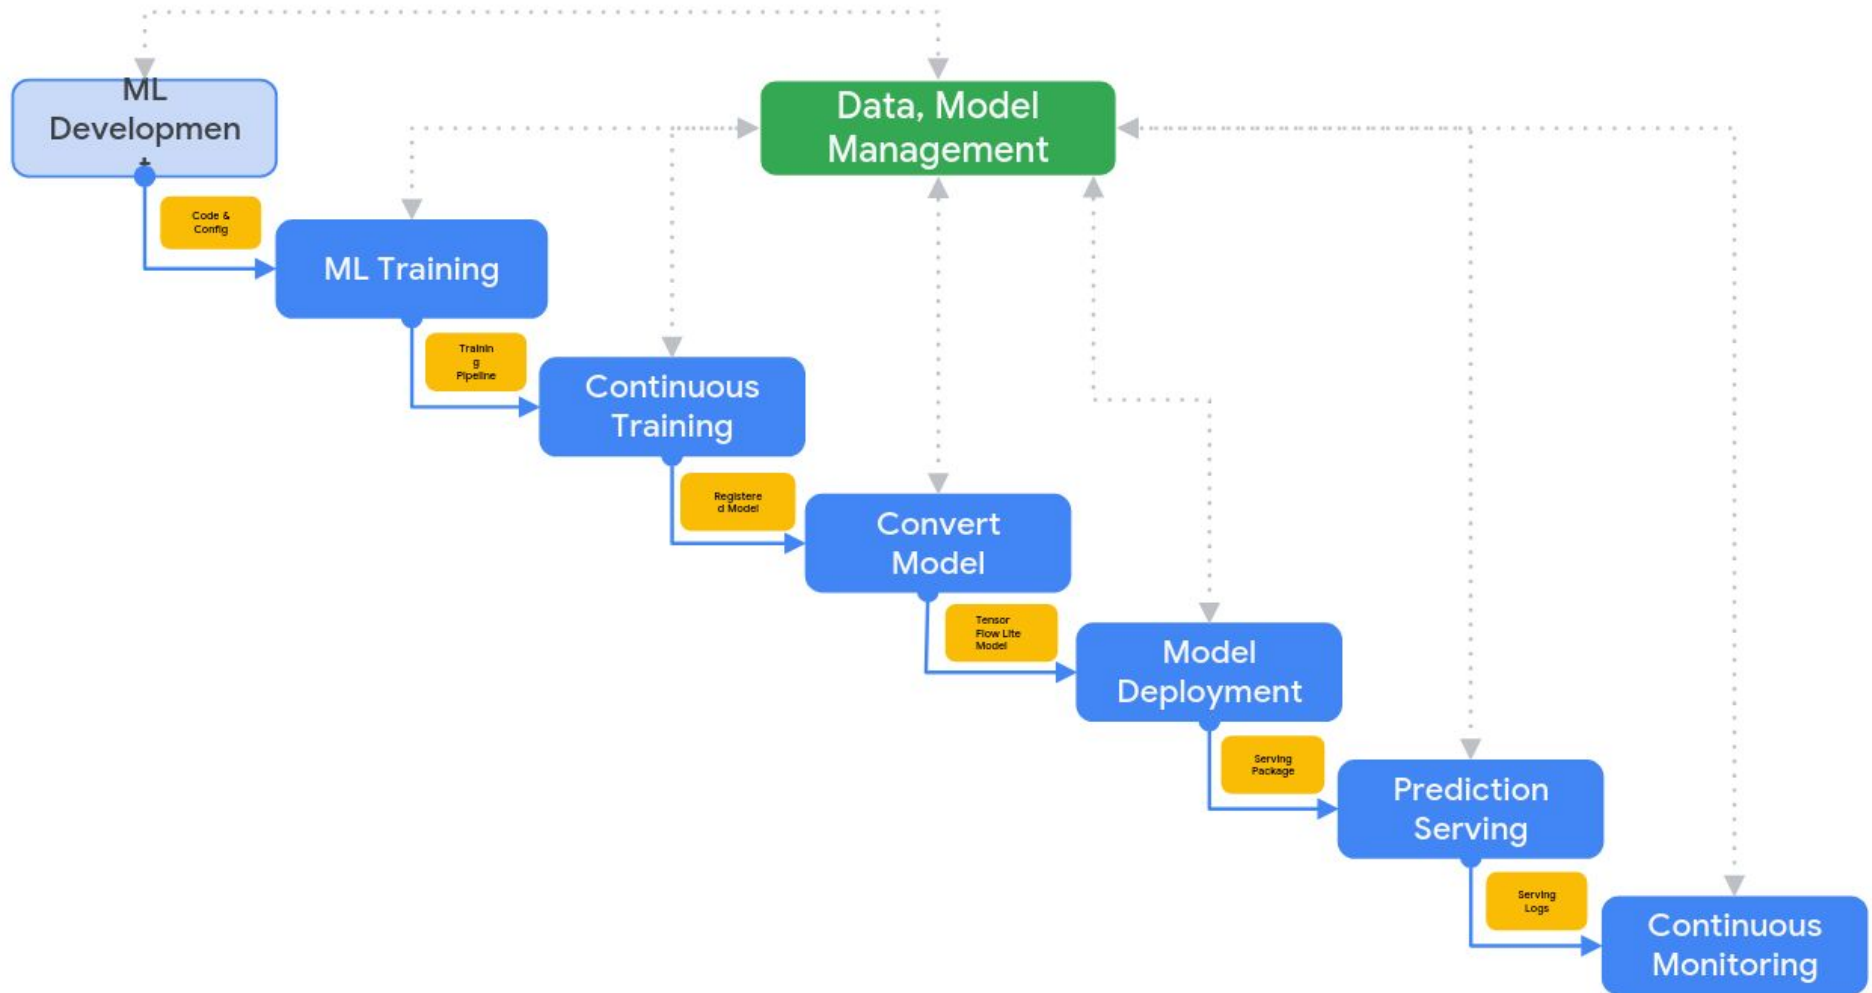 ML
Developmen
t
Data, Model
Management
Code &
Config
ML Training
Trainin
g
Pipeline
Continuous
Training
Registere
d Model
Convert
Model
Tensor
Flow Lite
Model
Model
Deployment
Serving
Package
Prediction
Serving
Serving
Logs
Continuous
Monitoring